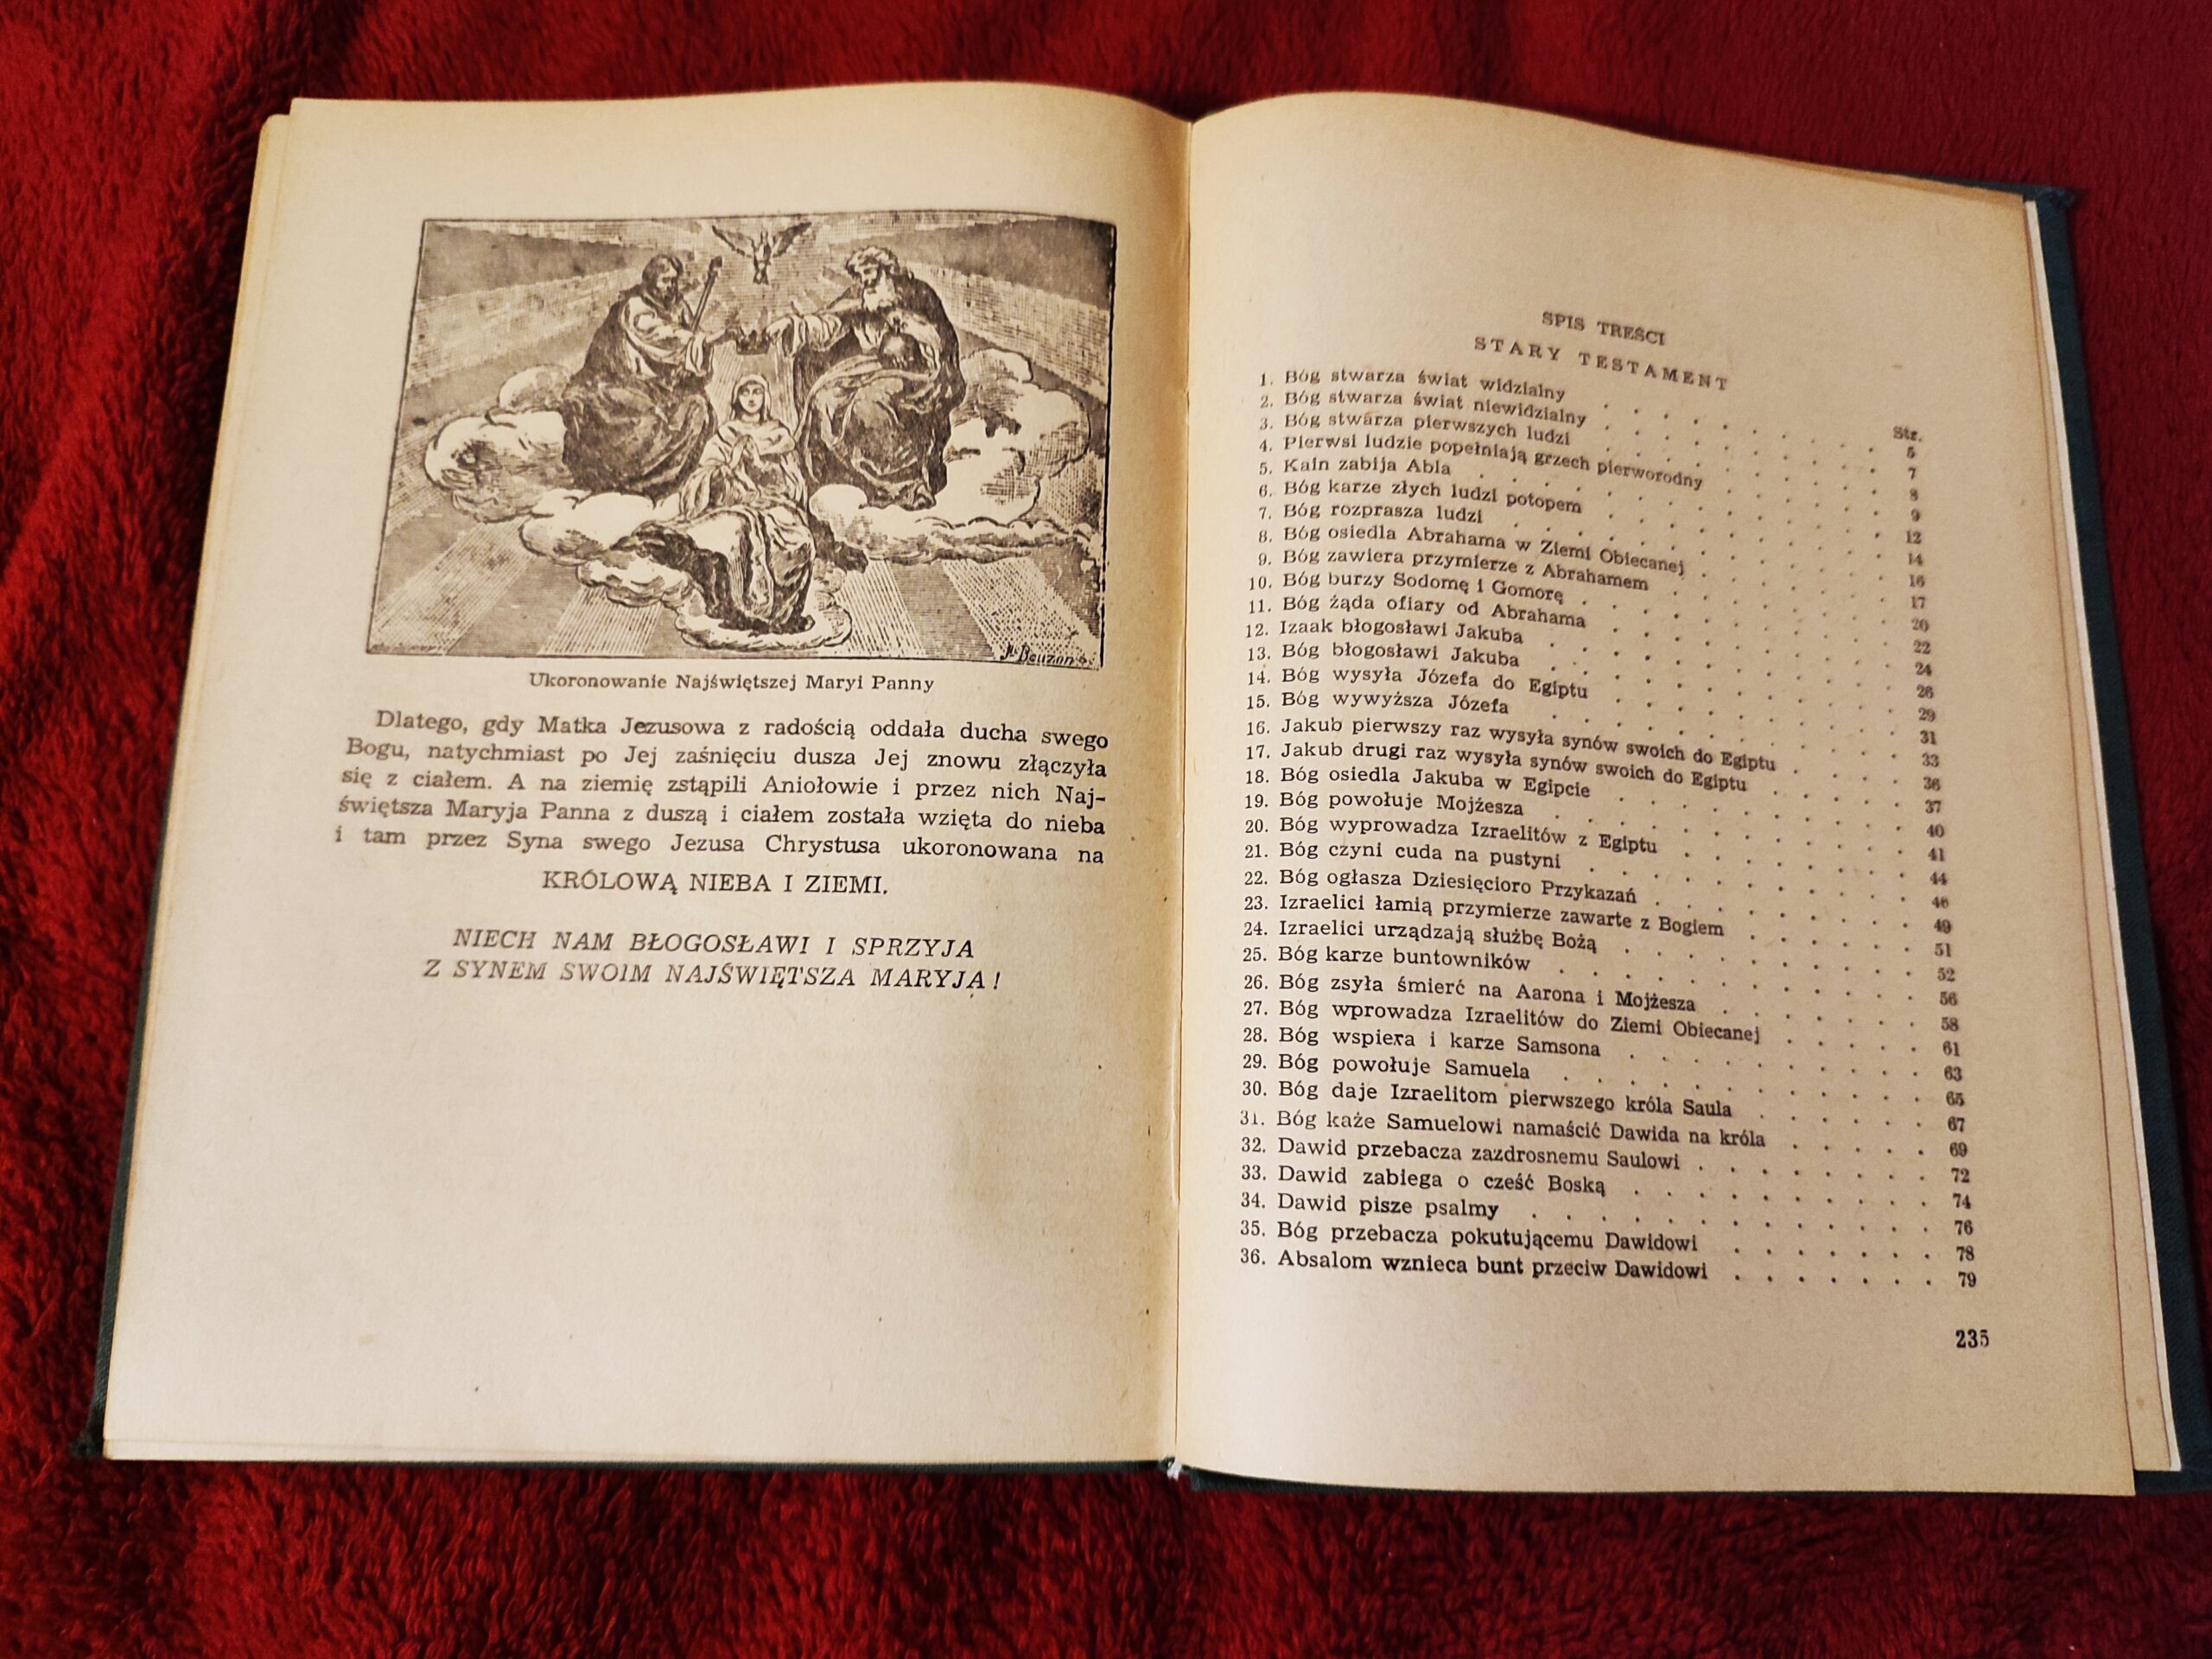 H. Beuzon
Ukoronowanie Najświętszej Maryi Panny
Dlatego, gdy Matka Jezusowa z radością oddała ducha swego
Bogu, natychmiast po Jej zaśnięciu dusza Jej znowu złączyła
się z ciałem. A na ziemię zstąpili Aniołowie i przez nich Naj-
świętsza Maryja Panna z duszą i ciałem została wzięta do nieba
i tam przez Syna swego Jezusa Chrystusa ukoronowana na
KRÓLOWĄ NIEBA I ZIEMI.
NIECH NAM BŁOGOSŁAWI I SPRZYJA
Z SYNEM SWOIM NAJŚWIĘTSZA MARYJA!
SPIS TREŚCI
STARY TESTAMENT
Str.
1. Bóg stwarza świat widzialny . . . . . . . . 5
2. Bóg stwarza świat niewidzialny . . . . . . . . 7
3. Bóg stwarza pierwszych ludzi . . . . . . . . 8
4. Pierwsi ludzie popełniają grzech pierworodny . . . . . 9
5. Kain zabija Abla . . . . . . . . . . 12
6. Bóg karze złych ludzi potopem . . . . . . . . 14
7. Bóg rozprasza ludzi . . . . . . . . . . 16
8. Bóg osiedla Abrahama w Ziemi Obiecanej . . . . . . 17
9. Bóg zawiera przymierze z Abrahamem . . . . . . 20
10. Bóg burzy Sodomę i Gomorę . . . . . . . . 22
11. Bóg żąda ofiary od Abrahama . . . . . . . . 24
12. Izaak błogosławi Jakuba . . . . . . . . . 26
13. Bóg błogosławi Jakuba . . . . . . . . . 29
14. Bóg wysyła Józefa do Egiptu . . . . . . . . 31
15. Bóg wywyższa Józefa . . . . . . . . . 33
16. Jakub pierwszy raz wysyła synów swoich do Egiptu . . . . 36
17. Jakub drugi raz wysyła synów swoich do Egiptu . . . . . 37
18. Bóg osiedla Jakuba w Egipcie . . . . . . . . 40
19. Bóg powołuje Mojżesza . . . . . . . . . 41
20. Bóg wyprowadza Izraelitów z Egiptu . . . . . . . 44
21. Bóg czyni cuda na pustyni . . . . . . . . . 46
22. Bóg ogłasza Dziesięcioro Przykazań . . . . . . . 49
23. Izraelici łamią przymierze zawarte z Bogiem . . . . . 51
24. Izraelici urządzają służbę Bożą . . . . . . . . 52
25. Bóg karze buntowników . . . . . . . . . 56
26. Bóg zsyła śmierć na Aarona i Mojżesza . . . . . . 58
27. Bóg wprowadza Izraelitów do Ziemi Obiecanej . . . . . 61
28. Bóg wspiera i karze Samsona . . . . . . . . 63
29. Bóg powołuje Samuela . . . . . . . . . 65
30. Bóg daje Izraelitom pierwszego króla Saula . . . . . . 67
31. Bóg każe Samuelowi namaścić Dawida na króla . . . . . 69
32. Dawid przebacza zazdrosnemu Saulowi . . . . . . . 72
33. Dawid zabiega o cześć Boską . . . . . . . . 74
34. Dawid pisze psalmy . . . . . . . . . . 76
35. Bóg przebacza pokutującemu Dawidowi . . . . . . . 78
36. Absalom wznieca bunt przeciw Dawidowi . . . . . . . 79
235